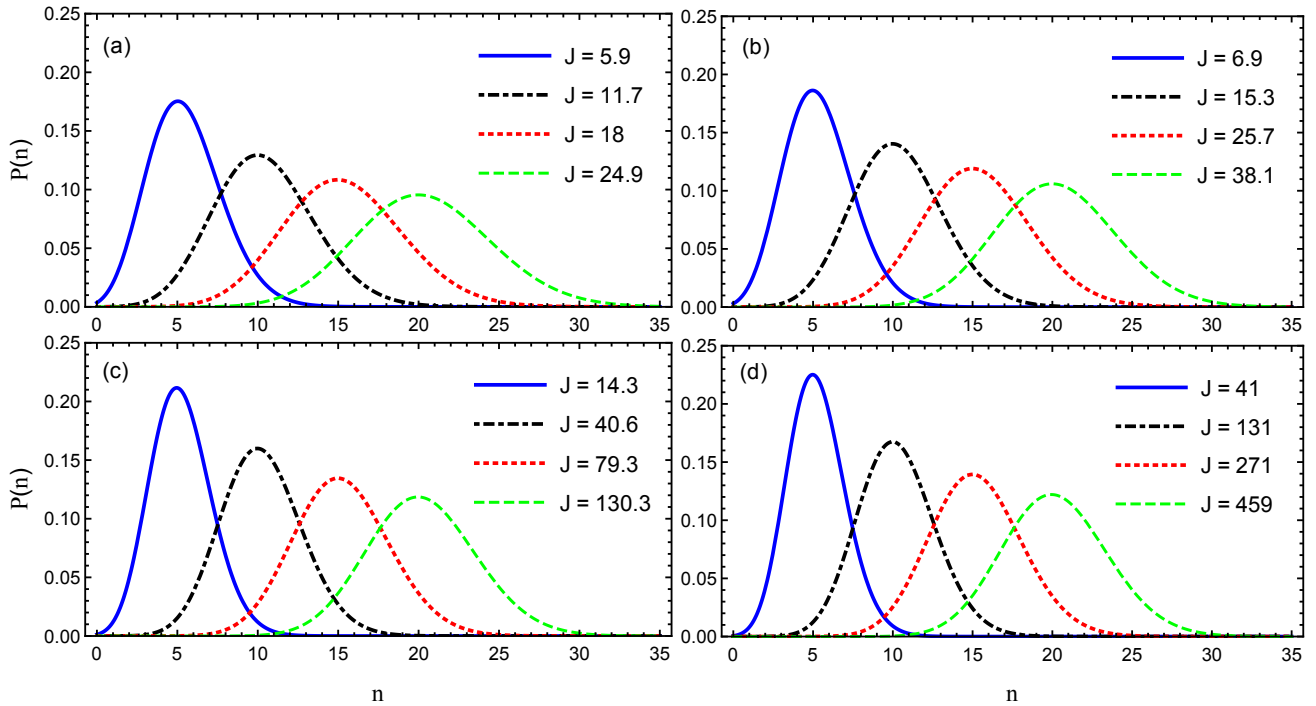 (a)
J = 5.9
J = 11.7
J = 18
J = 24.9
P(n)
0.25
0.20
0.15
0.10
0.05
0.00
0 5 10 15 20 25 30 35
(b)
J = 6.9
J = 15.3
J = 25.7
J = 38.1
0.25
0.20
0.15
0.10
0.05
0.00
0 5 10 15 20 25 30 35
(c)
J = 14.3
J = 40.6
J = 79.3
J = 130.3
P(n)
0.25
0.20
0.15
0.10
0.05
0.00
0 5 10 15 20 25 30 35
n
(d)
J = 41
J = 131
J = 271
J = 459
0.25
0.20
0.15
0.10
0.05
0.00
0 5 10 15 20 25 30 35
n